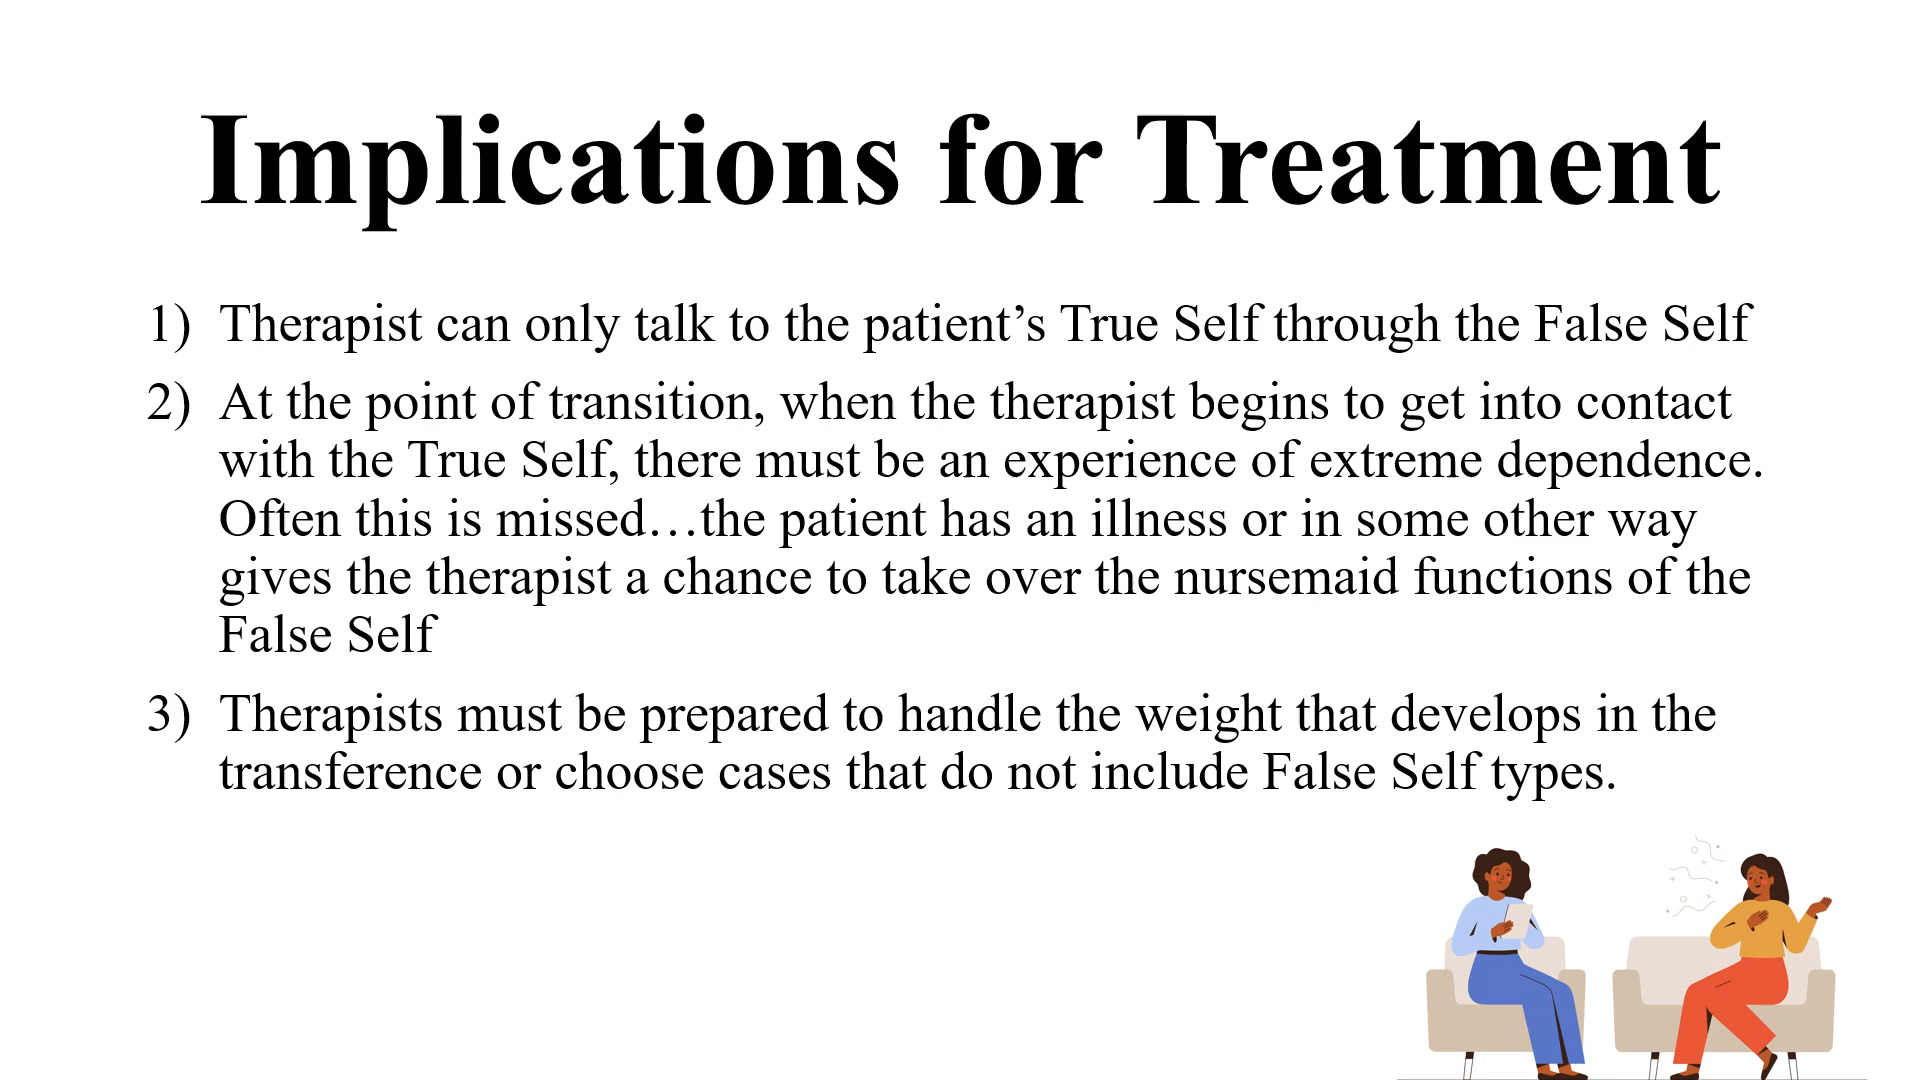 Implications for Treatment
1) Therapist can only talk to the patient’s True Self through the False Self
2) At the point of transition, when the therapist begins to get into contact
with the True Self, there must be an experience of extreme dependence.
Often this is missed…the patient has an illness or in some other way
gives the therapist a chance to take over the nursemaid functions of the
False Self
3) Therapists must be prepared to handle the weight that develops in the
transference or choose cases that do not include False Self types.